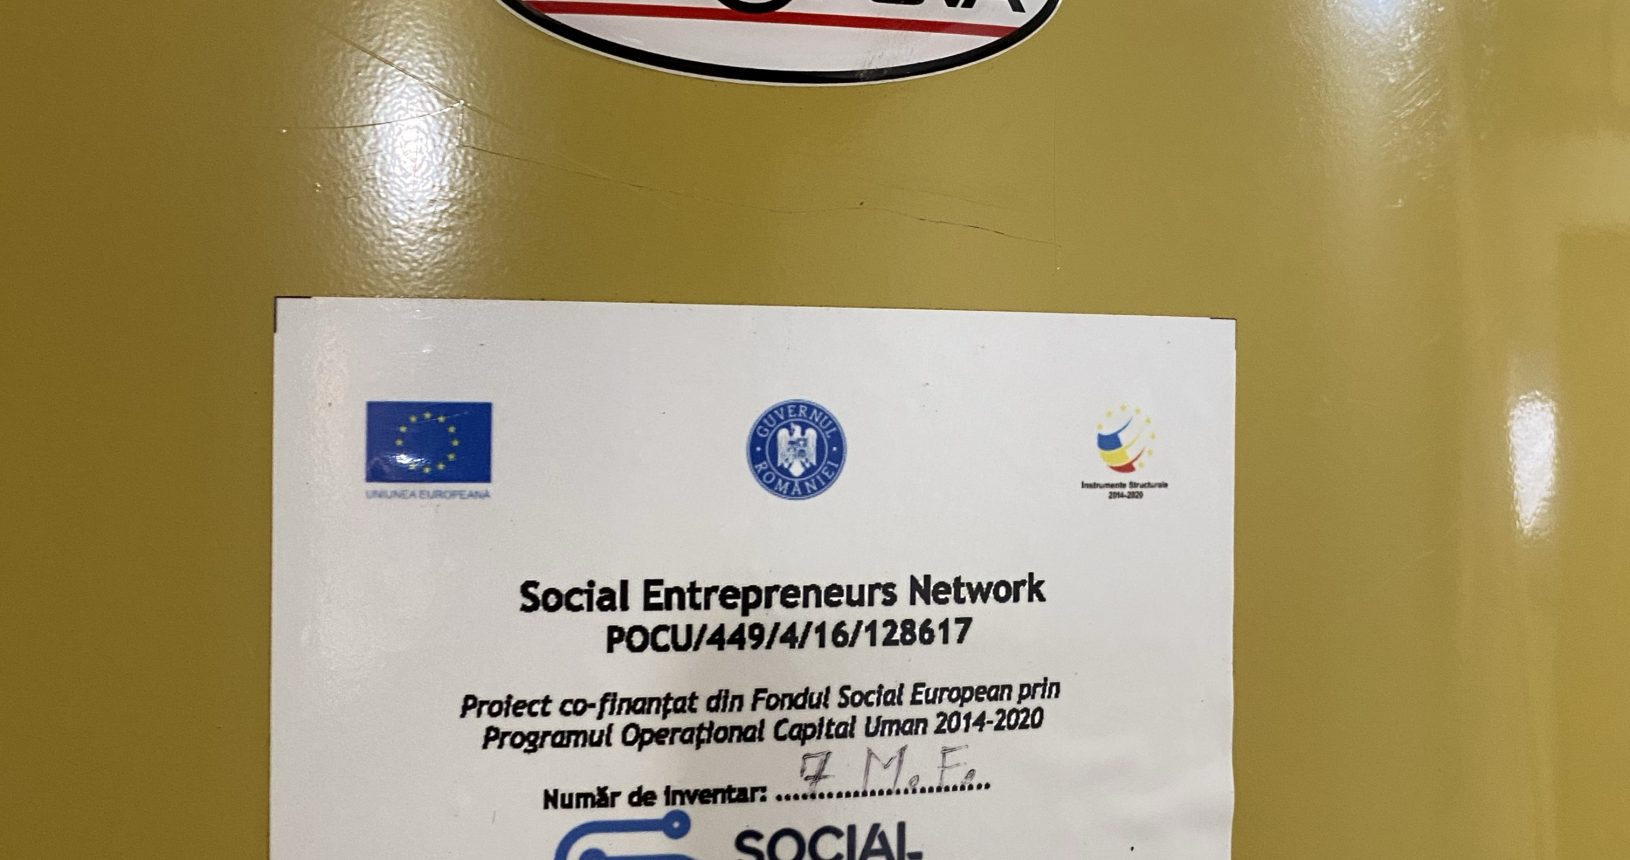 UNIUNEA EUROPEANĂ
GUVERNUL ROMÂNIEI
Instrumente Structurale
2014-2020
Social Entrepreneurs Network
POCU/449/4/16/128617
Proiect co-finanțat din Fondul Social European prin
Programul Operațional Capital Uman 2014-2020
Număr de inventar: 7 M.F.
SOCIAL